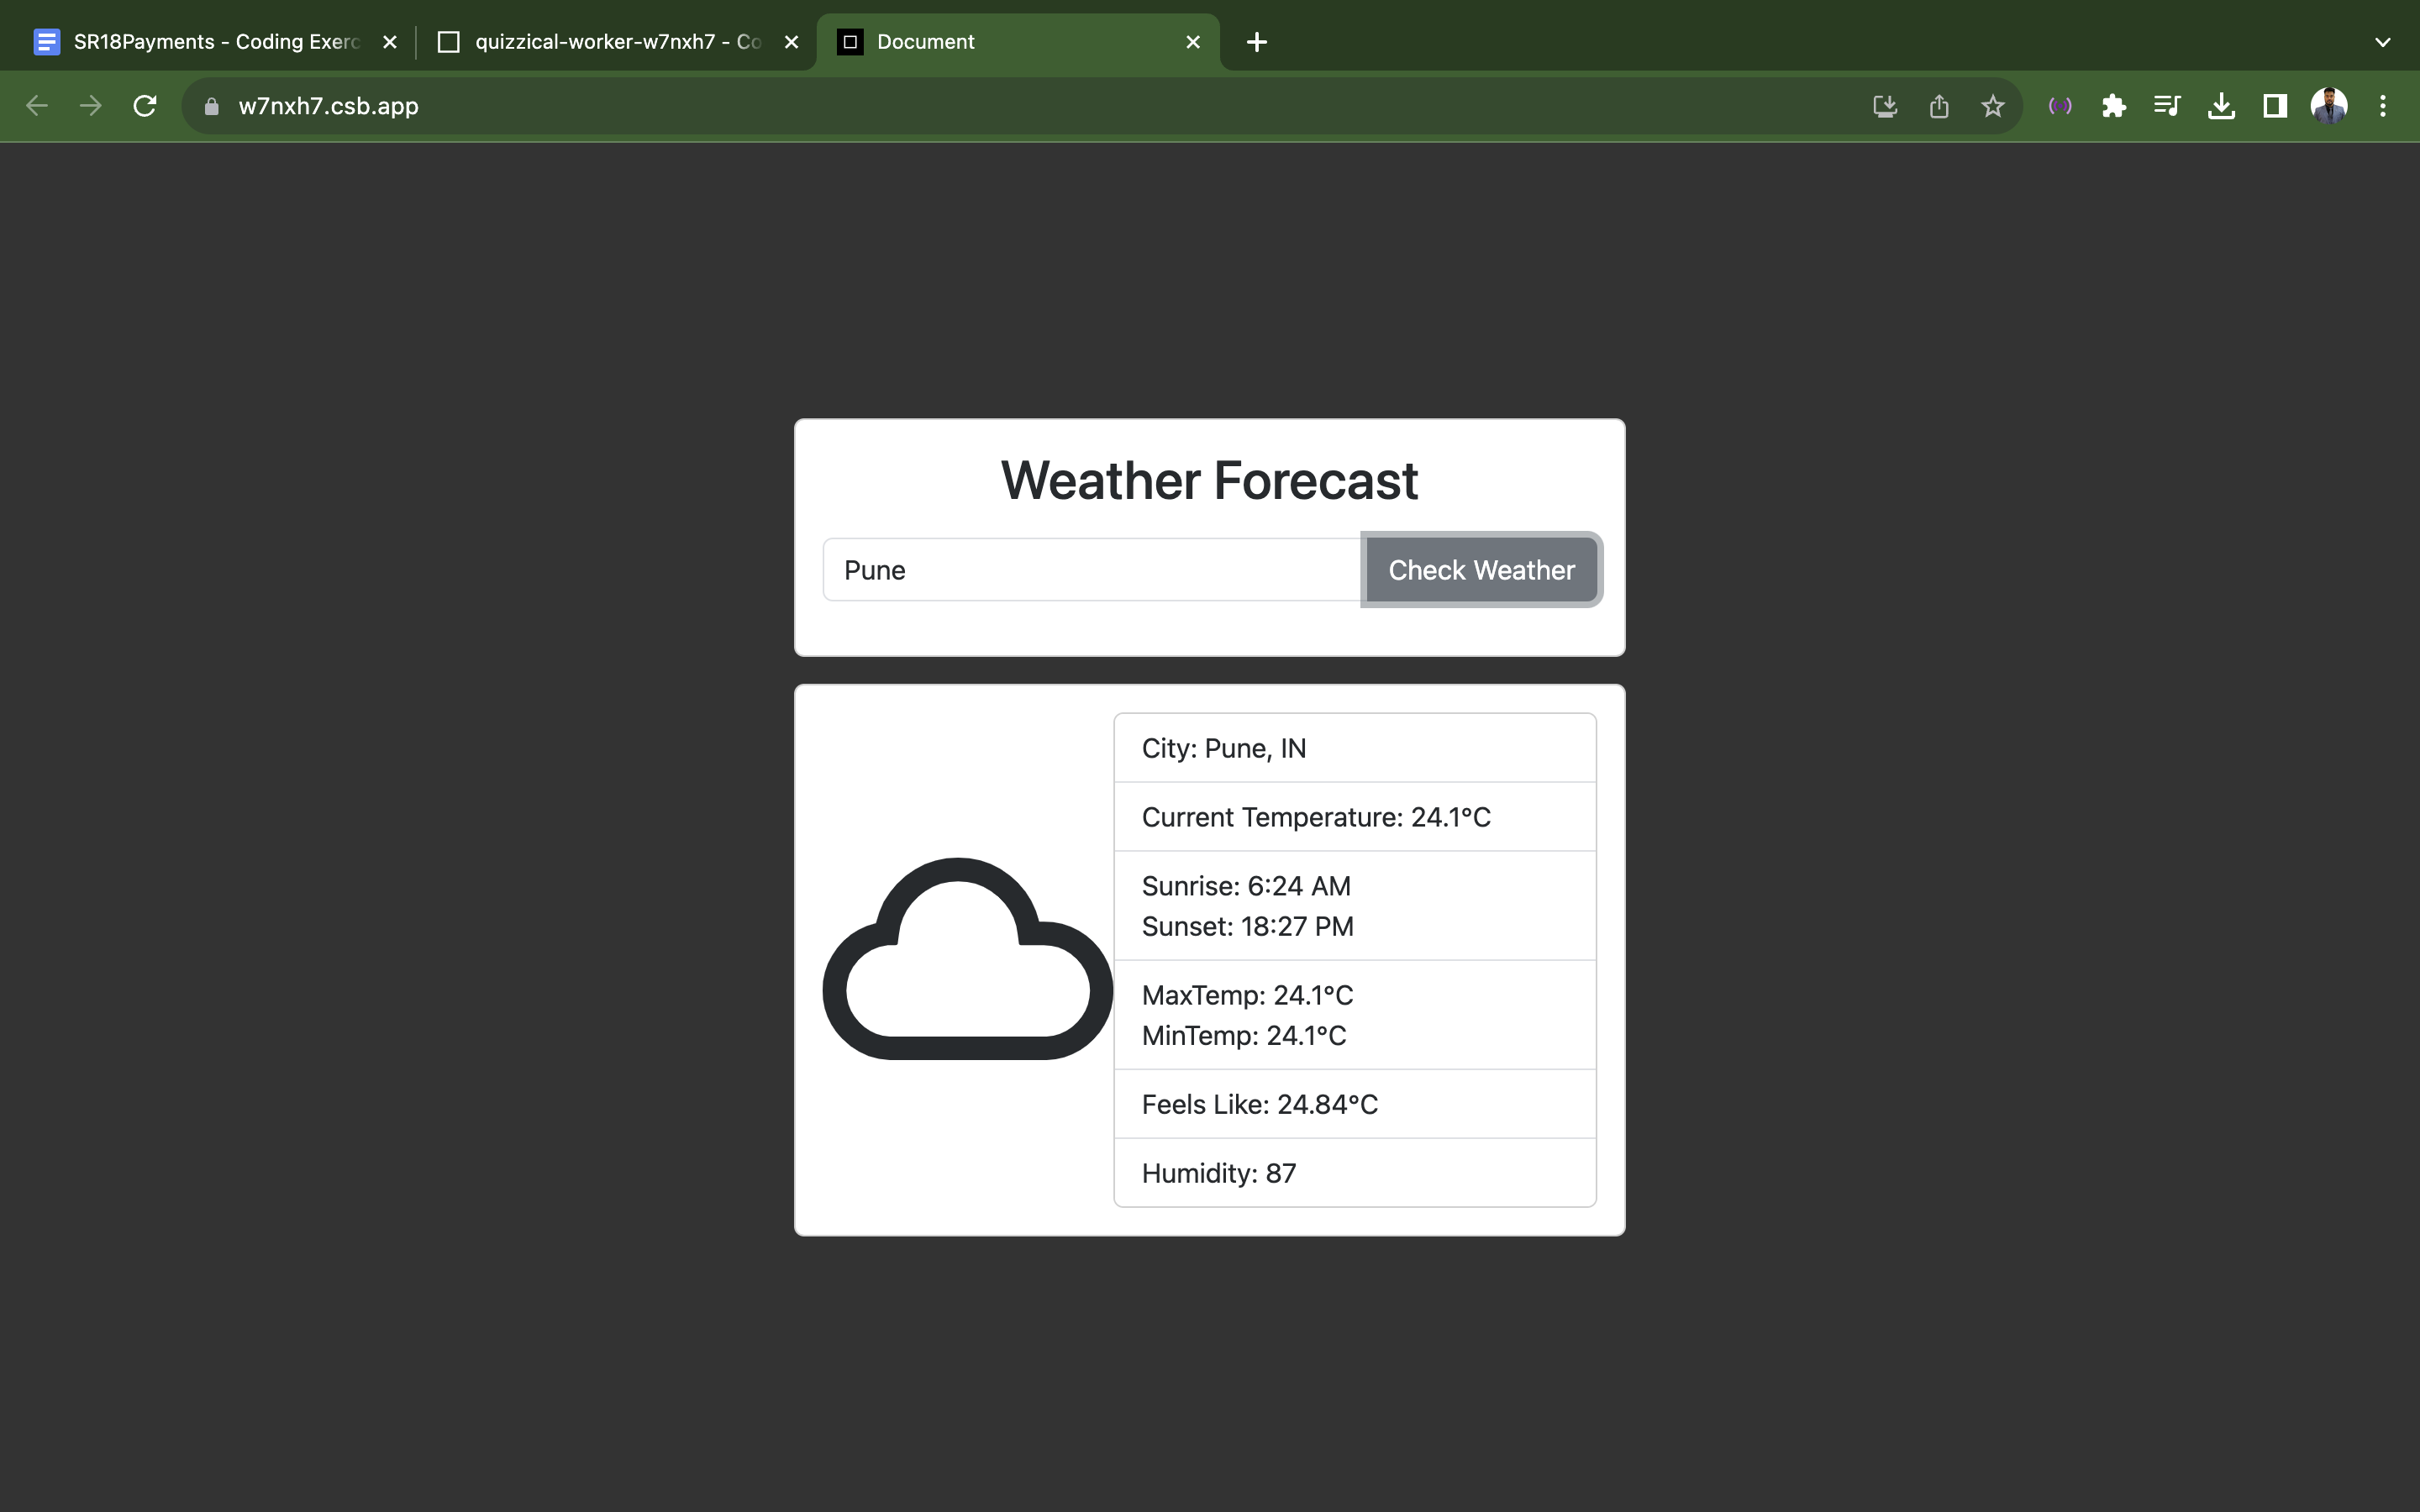 SR18Payments - Coding Exerc
quizzical-worker-w7nxh7 - Co
Document
w7nxh7.csb.app
Weather Forecast
Pune
Check Weather
City: Pune, IN
Current Temperature: 24.1°C
Sunrise: 6:24 AM
Sunset: 18:27 PM
MaxTemp: 24.1°C
MinTemp: 24.1°C
Feels Like: 24.84°C
Humidity: 87